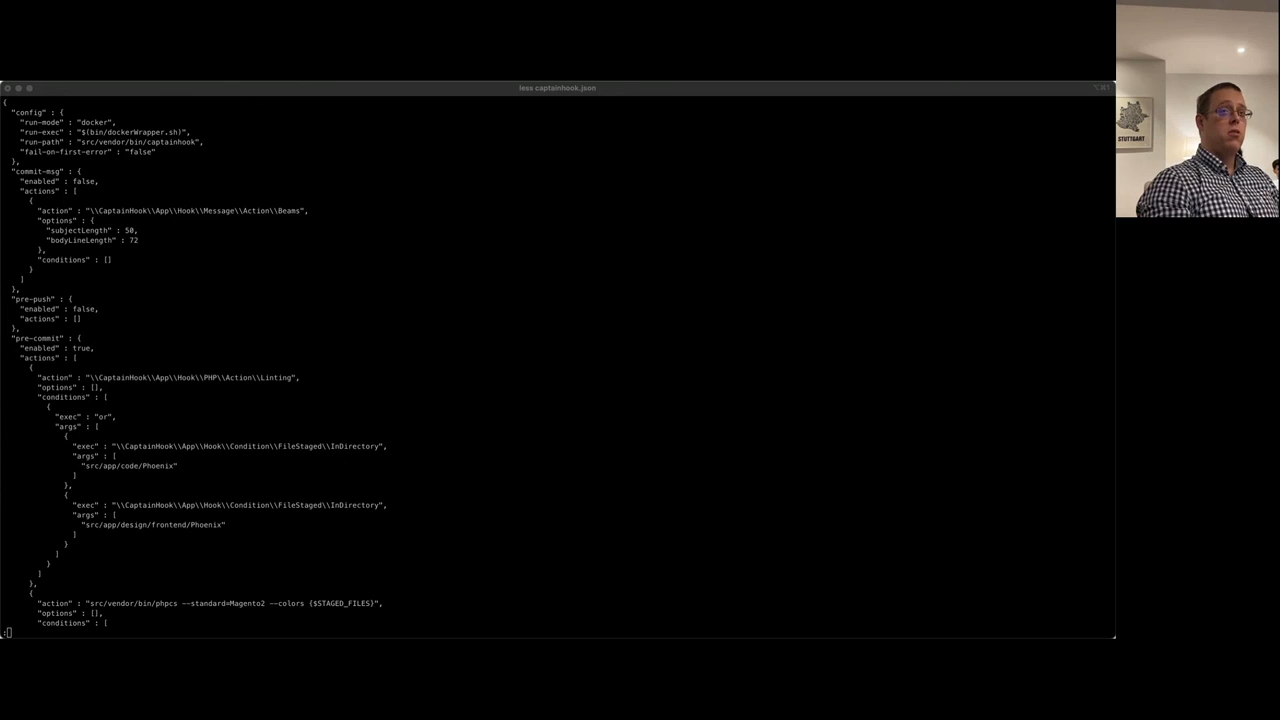 less captainhook.json
⌥⌘1
{
  "config" : {
    "run-mode" : "docker",
    "run-exec" : "$(bin/dockerWrapper.sh)",
    "run-path" : "src/vendor/bin/captainhook",
    "fail-on-first-error" : "false"
  },
  "commit-msg" : {
    "enabled" : false,
    "actions" : [
      {
        "action" : "\\CaptainHook\\App\\Hook\\Message\\Action\\Beams",
        "options" : {
          "subjectLength" : 50,
          "bodyLineLength" : 72
        },
        "conditions" : []
      }
    ]
  },
  "pre-push" : {
    "enabled" : false,
    "actions" : []
  },
  "pre-commit" : {
    "enabled" : true,
    "actions" : [
      {
        "action" : "\\CaptainHook\\App\\Hook\\PHP\\Action\\Linting",
        "options" : [],
        "conditions" : [
          {
            "exec" : "or",
            "args" : [
              {
                "exec" : "\\CaptainHook\\App\\Hook\\Condition\\FileStaged\\InDirectory",
                "args" : [
                  "src/app/code/Phoenix"
                ]
              },
              {
                "exec" : "\\CaptainHook\\App\\Hook\\Condition\\FileStaged\\InDirectory",
                "args" : [
                  "src/app/design/frontend/Phoenix"
                ]
              }
            ]
          }
        ]
      },
      {
        "action" : "src/vendor/bin/phpcs --standard=Magento2 --colors {$STAGED_FILES}",
        "options" : [],
        "conditions" : [
:
STUTTGART